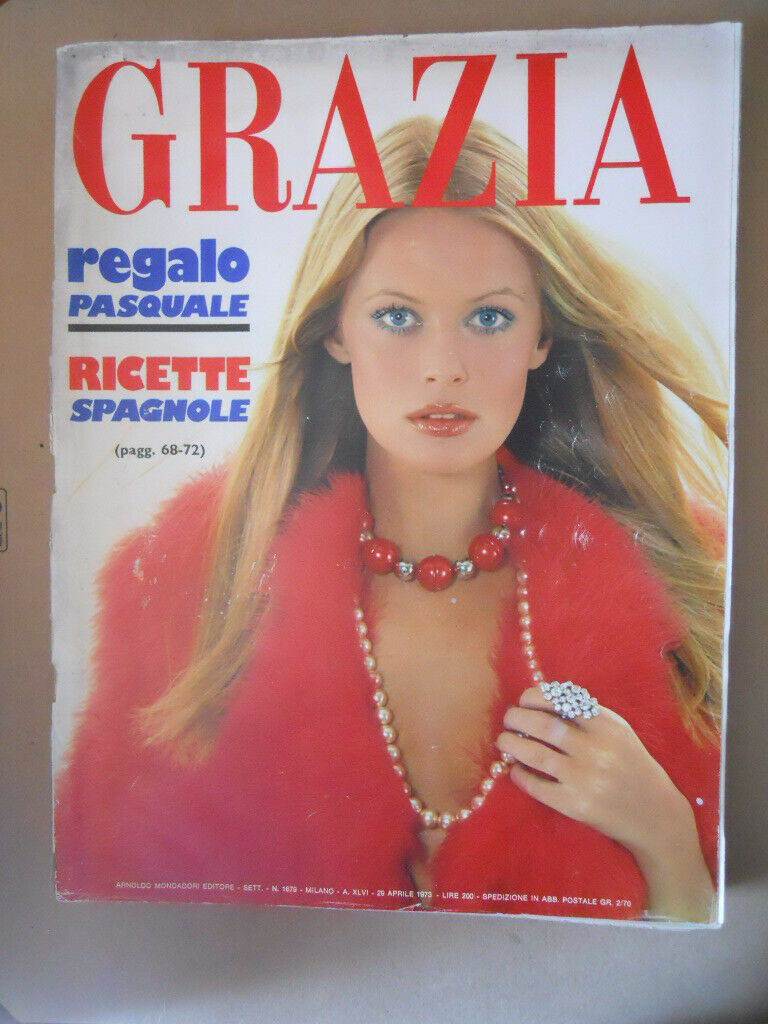 GRAZIA
regalo
PASQUALE
RICETTE
SPAGNOLE
(pagg. 68-72)
ARNOLDO MONDADORI EDITORE - SETT. - N. 1679 - MILANO - A. XLVI - 29 APRILE 1973 - LIRE 200 - SPEDIZIONE IN ABB. POSTALE GR. 2/70